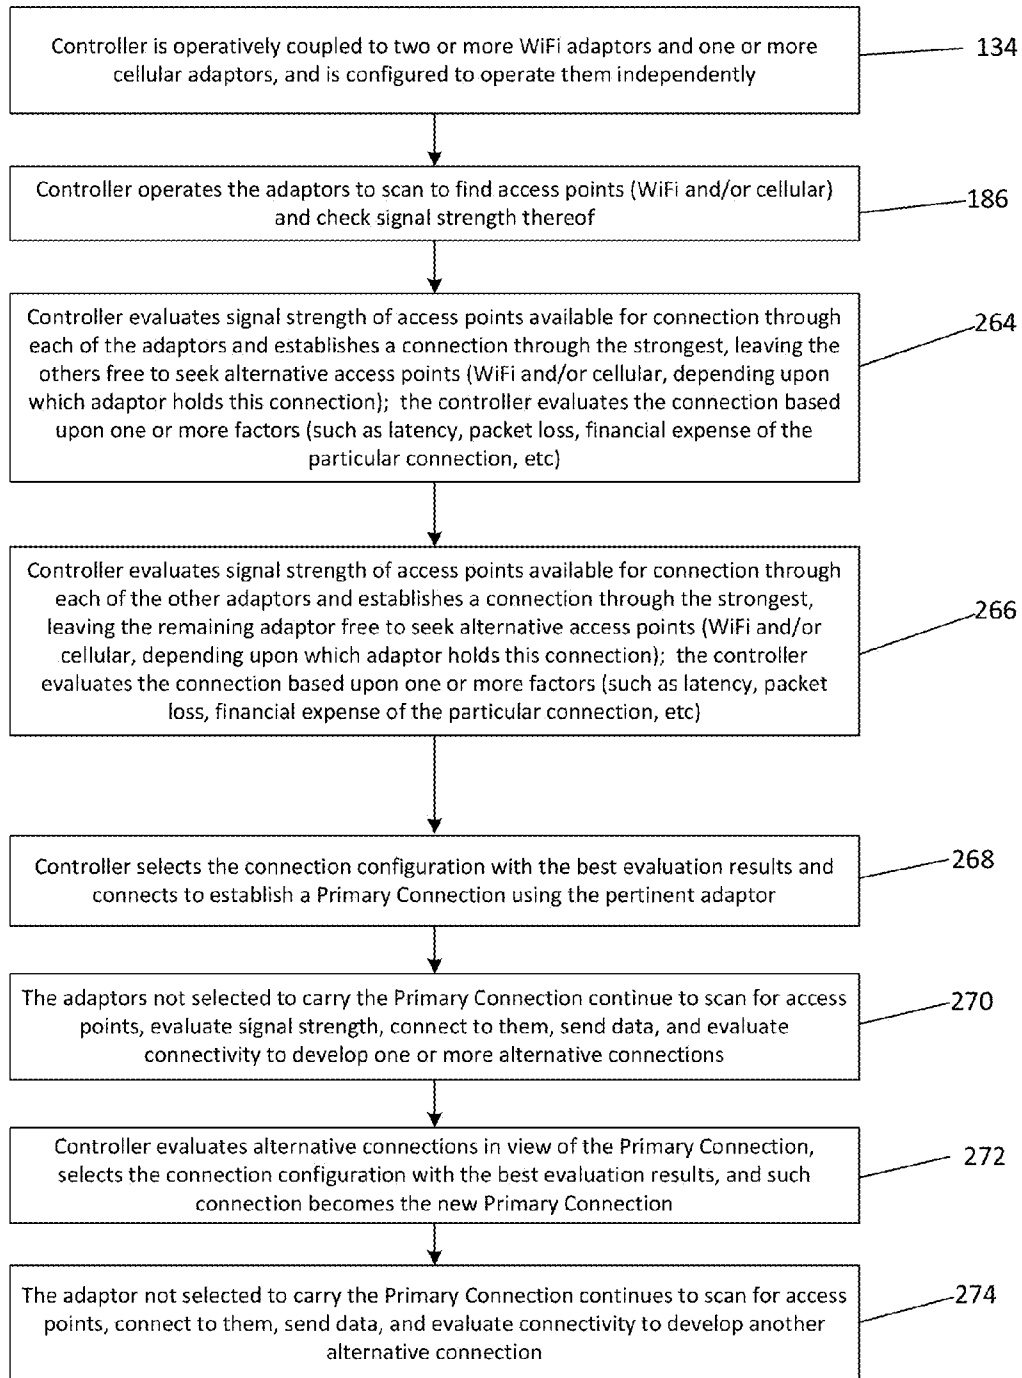 Controller is operatively coupled to two or more WiFi adaptors and one or more
cellular adaptors, and is configured to operate them independently
134
Controller operates the adaptors to scan to find access points (WiFi and/or cellular)
and check signal strength thereof
186
Controller evaluates signal strength of access points available for connection through
each of the adaptors and establishes a connection through the strongest, leaving the
others free to seek alternative access points (WiFi and/or cellular, depending upon
which adaptor holds this connection); the controller evaluates the connection based
upon one or more factors (such as latency, packet loss, financial expense of the
particular connection, etc)
264
Controller evaluates signal strength of access points available for connection through
each of the other adaptors and establishes a connection through the strongest,
leaving the remaining adaptor free to seek alternative access points (WiFi and/or
cellular, depending upon which adaptor holds this connection); the controller
evaluates the connection based upon one or more factors (such as latency, packet
loss, financial expense of the particular connection, etc)
266
Controller selects the connection configuration with the best evaluation results and
connects to establish a Primary Connection using the pertinent adaptor
268
The adaptors not selected to carry the Primary Connection continue to scan for access
points, evaluate signal strength, connect to them, send data, and evaluate
connectivity to develop one or more alternative connections
270
Controller evaluates alternative connections in view of the Primary Connection,
selects the connection configuration with the best evaluation results, and such
connection becomes the new Primary Connection
272
The adaptor not selected to carry the Primary Connection continues to scan for access
points, connect to them, send data, and evaluate connectivity to develop another
alternative connection
274